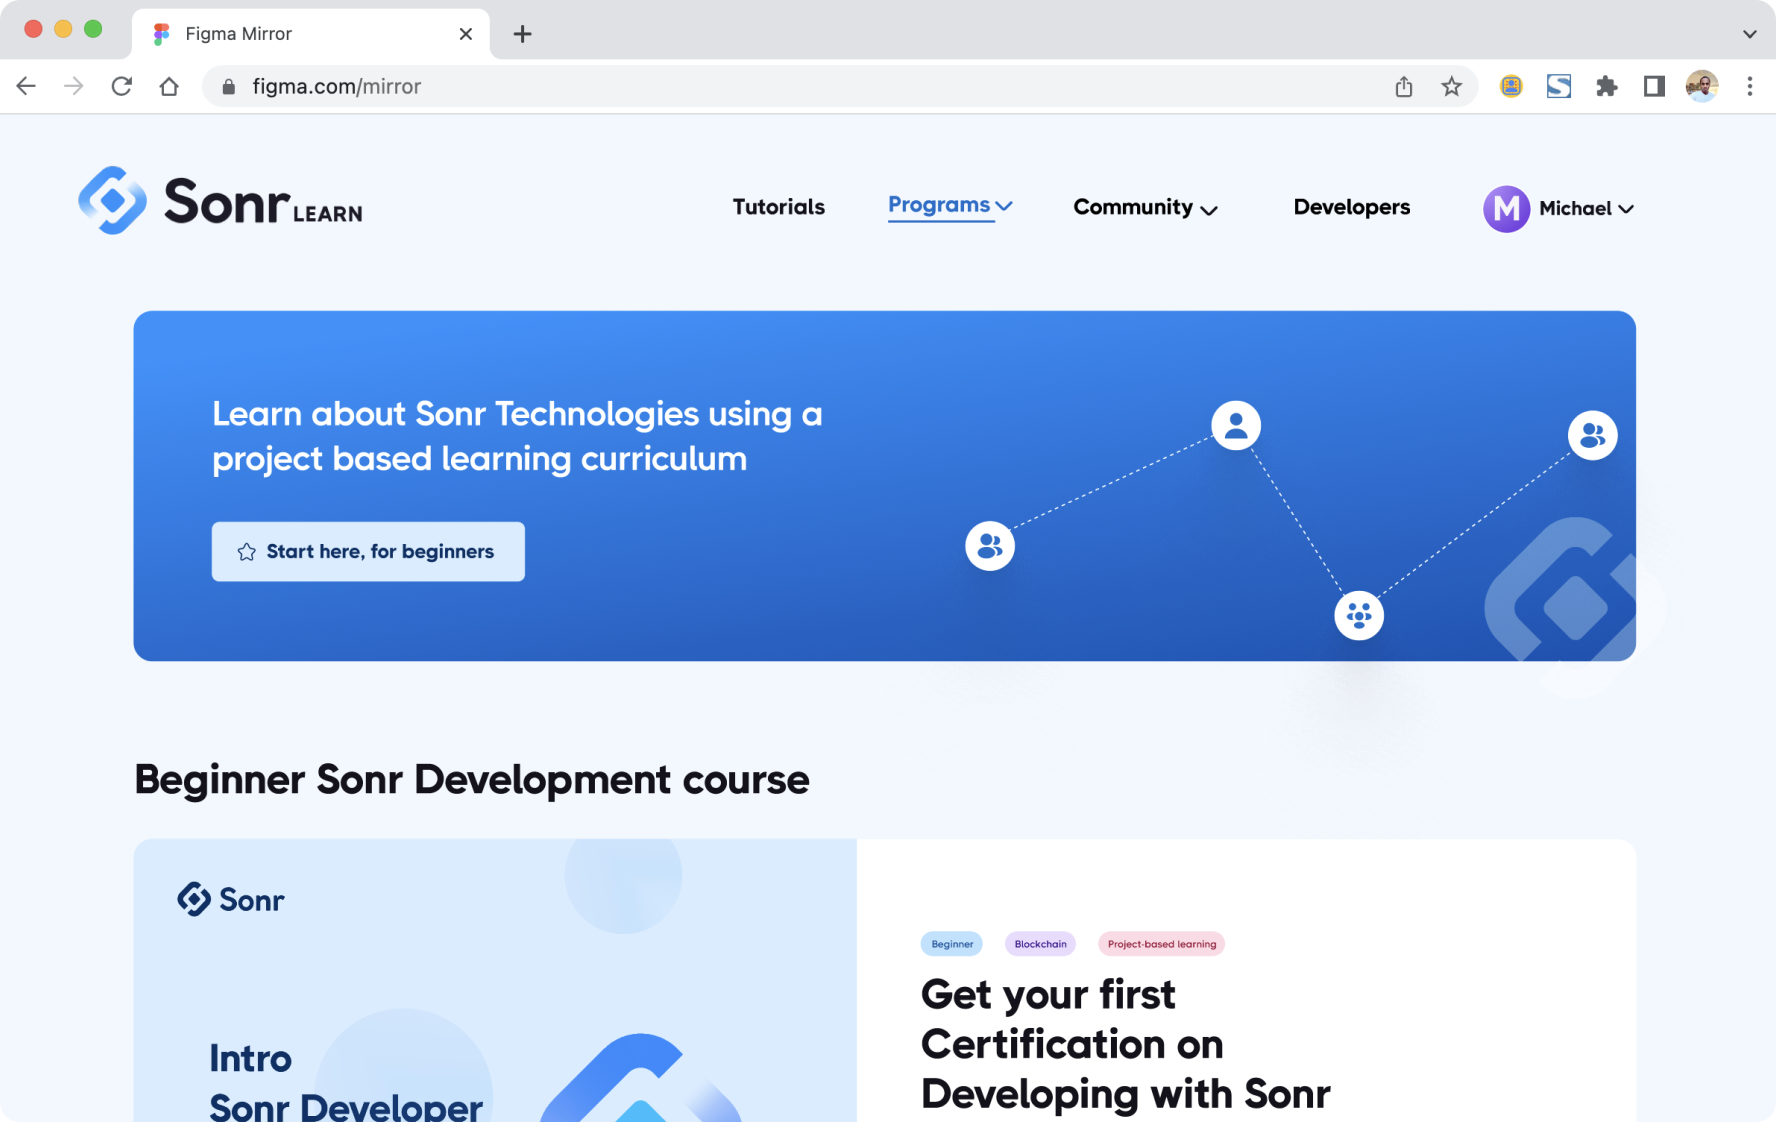 Figma Mirror
figma.com/mirror
Sonr LEARN
Tutorials
Programs
Community
Developers
M
Michael
Learn about Sonr Technologies using a
project based learning curriculum
Start here, for beginners
Beginner Sonr Development course
Sonr
Intro
Sonr Developer
Beginner
Blockchain
Project-based learning
Get your first
Certification on
Developing with Sonr